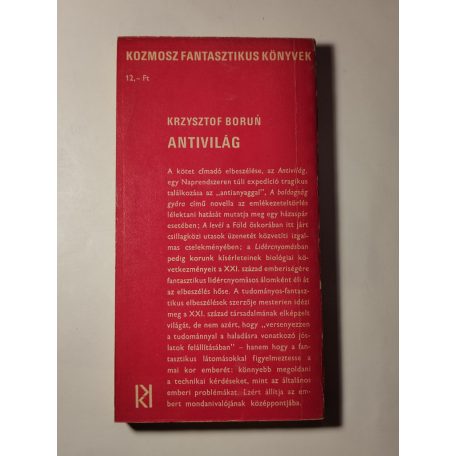 KOZMOSZ FANTASZTIKUS KÖNYVEK
12,– Ft
KRZYSZTOF BORUŃ
ANTIVILÁG
A kötet címadó elbeszélése, az Antivilág,
egy Naprendszeren túli expedíció tragikus
találkozása az „antianyaggal”, A boldogság
gyára című novella az emlékezeteltörlés
lélektani hatását mutatja meg egy házaspár
esetében; A levél a Föld őskorában itt járt
csillagközi utasok üzenetét közvetíti izgal-
mas cselekményében; a Lidércnyomásban
pedig korunk kísérleteinek biológiai kö-
vetkezményeit a XXI. század emberiségére
fantasztikus lidércnyomásos álomként éli át
az elbeszélés hőse. A tudományos-fantasz-
tikus elbeszélések szerzője mesterien idézi
meg a XXI. század társadalmának elképzelt
világát, de nem azért, hogy „versenyezzen
a tudománnyal a haladásra vonatkozó jós-
latok felállításában” – hanem hogy a fan-
tasztikus látomásokkal figyelmeztesse a
mai kor emberét: könnyebb megoldani
a technikai kérdéseket, mint az általános
emberi problémákat. Ezért állítja az em-
bert mondanivalójának középpontjába.